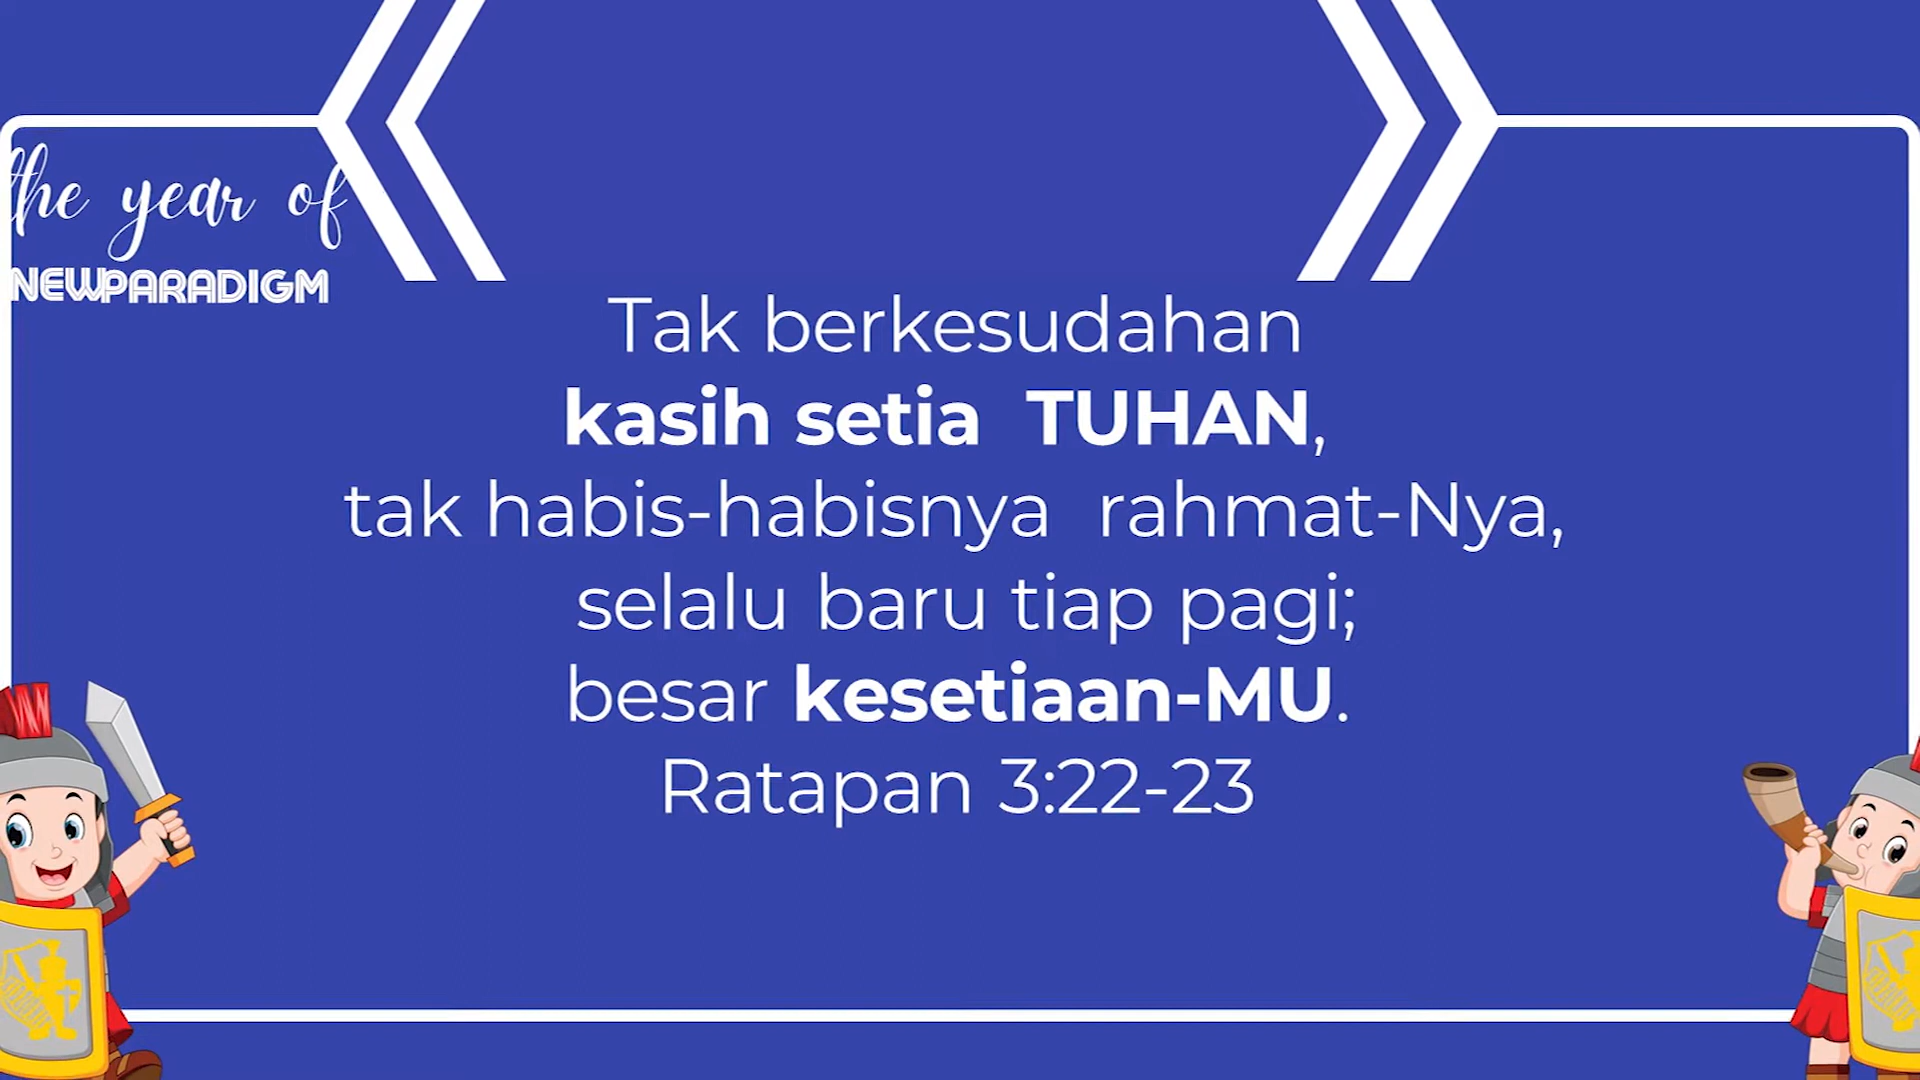 the year of
NEWPARADIGM
Tak berkesudahan
kasih setia TUHAN,
tak habis-habisnya rahmat-Nya,
selalu baru tiap pagi;
besar kesetiaan-MU.
Ratapan 3:22-23